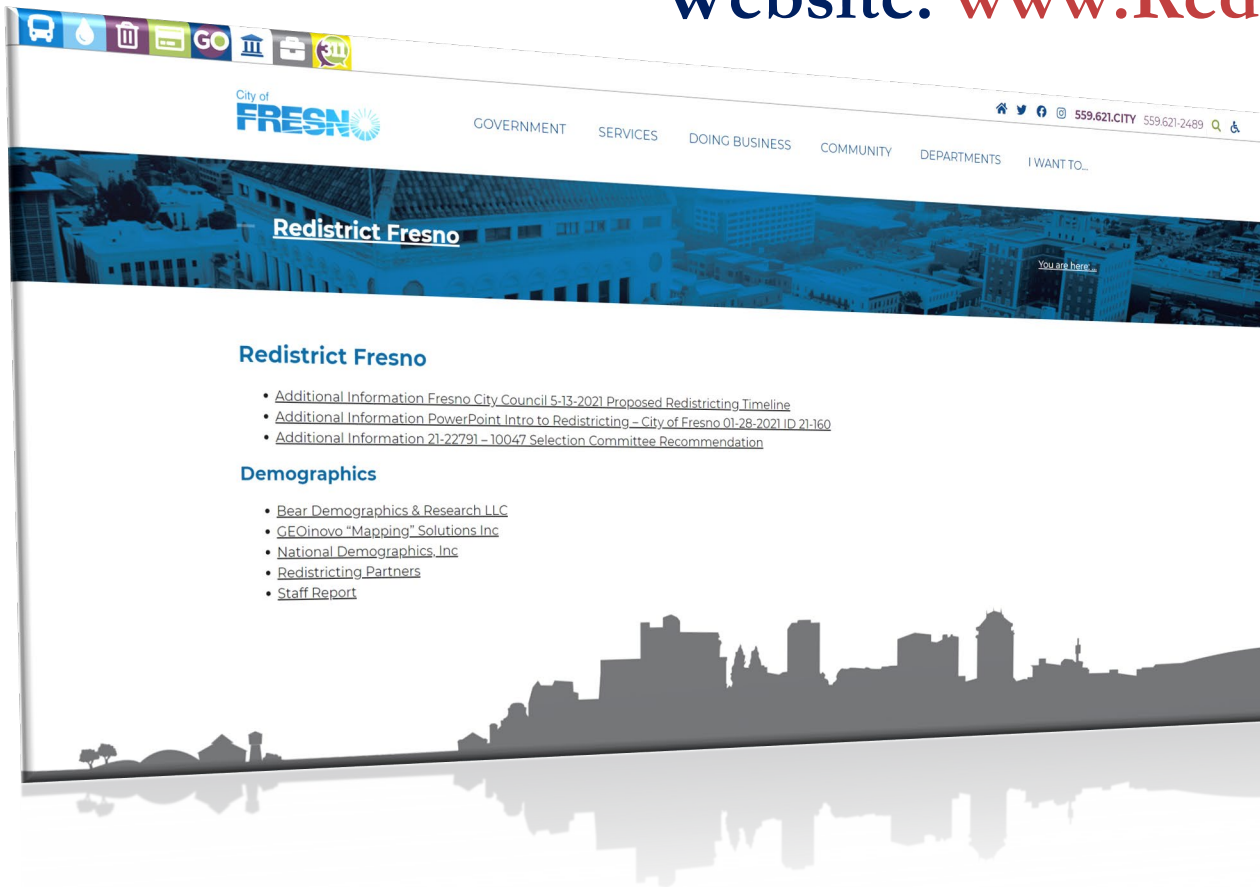 website: www.Red
GO
311
City of
FRESNO
559.621.CITY 559.621-2489
GOVERNMENT SERVICES DOING BUSINESS COMMUNITY DEPARTMENTS I WANT TO...
Redistrict Fresno
You are here: ...
Redistrict Fresno
• Additional Information Fresno City Council 5-13-2021 Proposed Redistricting Timeline
• Additional Information PowerPoint Intro to Redistricting – City of Fresno 01-28-2021 ID 21-160
• Additional Information 21-22791 – 10047 Selection Committee Recommendation
Demographics
• Bear Demographics & Research LLC
• GEOinovo “Mapping” Solutions Inc
• National Demographics, Inc
• Redistricting Partners
• Staff Report